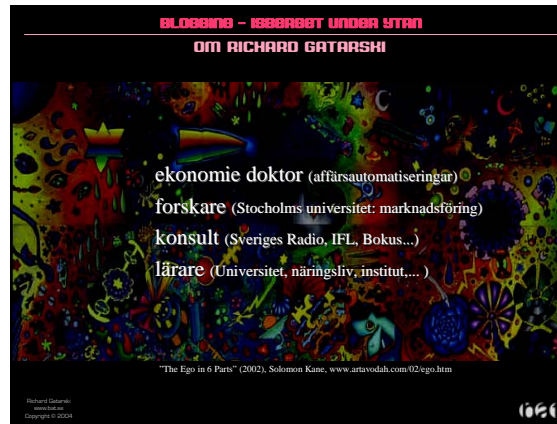 BLOGGING - ISBERGET UNDER YTAN
OM RICHARD GATARSKI
ekonomie doktor (affärsautomatiseringar)
forskare (Stocholms universitet: marknadsföring)
konsult (Sveriges Radio, IFL, Bokus...)
lärare (Universitet, näringsliv, institut,... )
"The Ego in 6 Parts" (2002), Solomon Kane, www.artavodah.com/02/ego.htm
Richard Gatarski
www.bat.se
Copyright © 2004